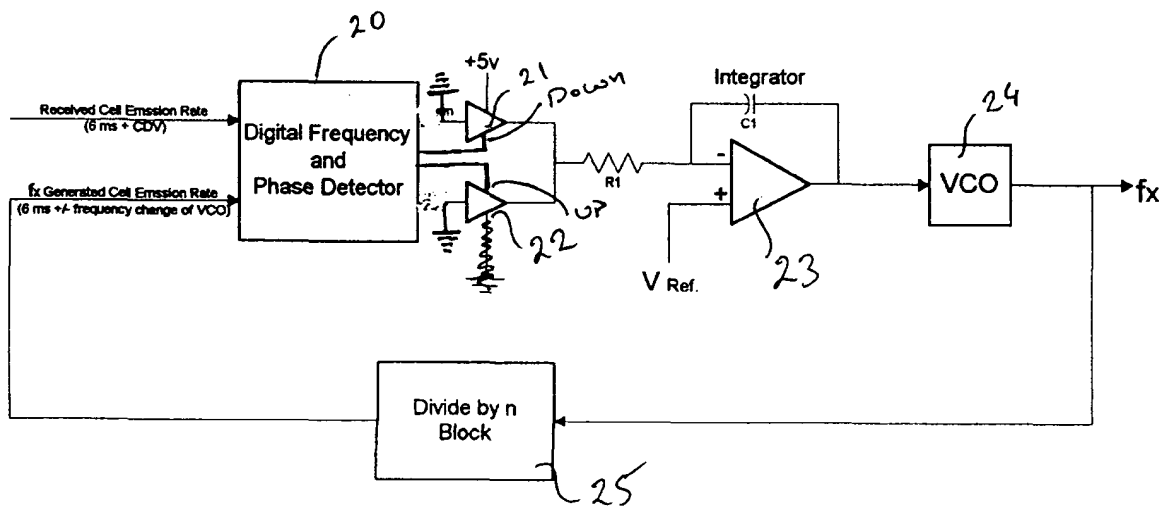 20
+5v
21
Down
Integrator
C1
24
Received Cell Emssion Rate
(6 ms + CDV)
Digital Frequency
and
Phase Detector
fx Generated Cell Emssion Rate
(6 ms +/- frequency change of VCO)
R1
-
+
VCO
fx
UP
22
23
V Ref.
Divide by n
Block
25